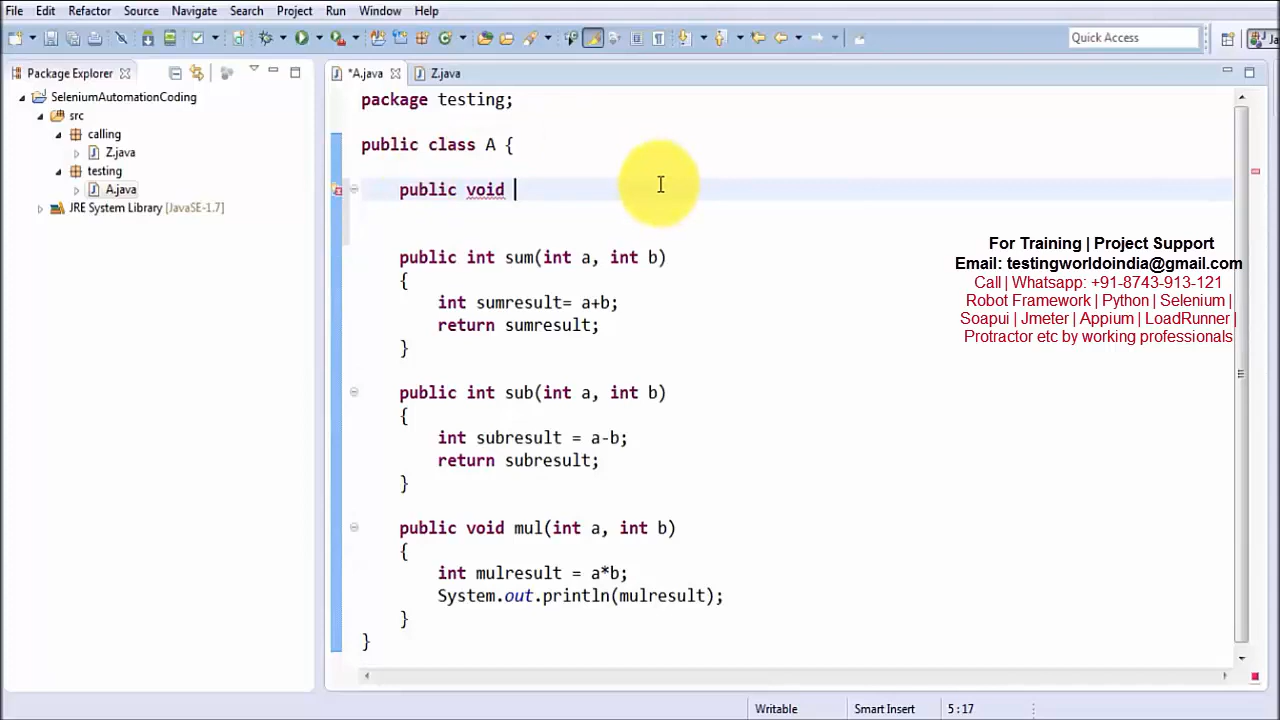 File Edit Refactor Source Navigate Search Project Run Window Help
Quick Access
Package Explorer
*A.java Z.java
SeleniumAutomationCoding
src
calling
Z.java
testing
A.java
JRE System Library [JavaSE-1.7]
package testing;
public class A {
public void
public int sum(int a, int b)
{
int sumresult= a+b;
return sumresult;
}
public int sub(int a, int b)
{
int subresult = a-b;
return subresult;
}
public void mul(int a, int b)
{
int mulresult = a*b;
System.out.println(mulresult);
}
}
For Training | Project Support
Email: testingworldoindia@gmail.com
Call | Whatsapp: +91-8743-913-121
Robot Framework | Python | Selenium |
Soapui | Jmeter | Appium | LoadRunner |
Protractor etc by working professionals
Writable Smart Insert 5 : 17